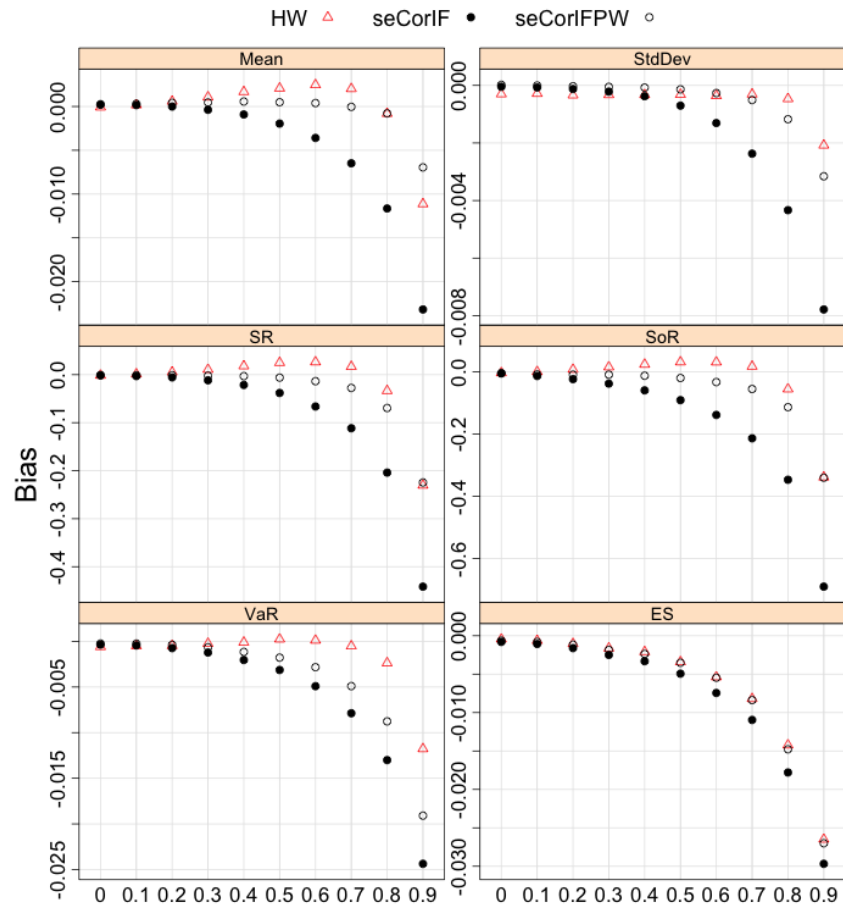 HW seCorIF seCorIFPW
Mean StdDev
0.000 -0.010 -0.020
0.000 -0.004 -0.008
SR SoR
0.0 -0.1 -0.2 -0.3 -0.4
0.0 -0.2 -0.4 -0.6
Bias
VaR ES
-0.005 -0.015 -0.025
0.000 -0.010 -0.020 -0.030
0 0.1 0.2 0.3 0.4 0.5 0.6 0.7 0.8 0.9
0 0.1 0.2 0.3 0.4 0.5 0.6 0.7 0.8 0.9